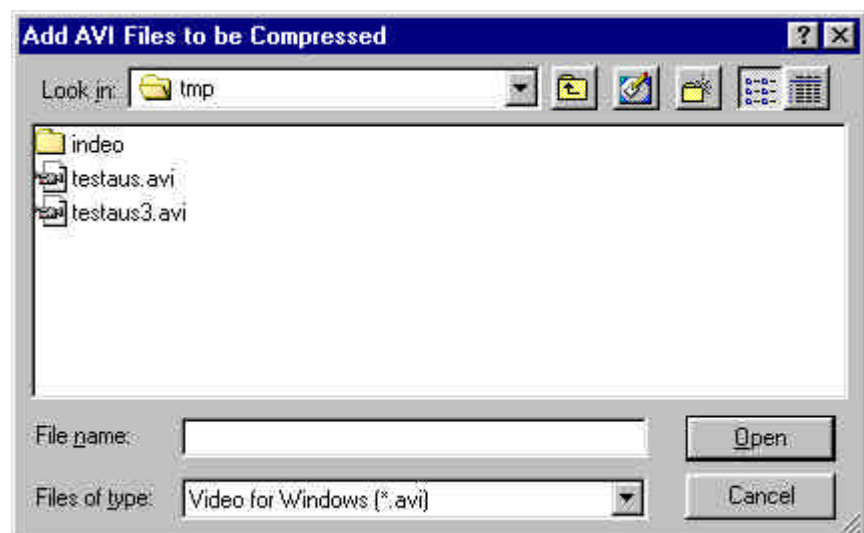 Add AVI Files to be Compressed
Look in: tmp
indeo
testaus.avi
testaus3.avi
File name:
Open
Files of type: Video for Windows (*.avi)
Cancel